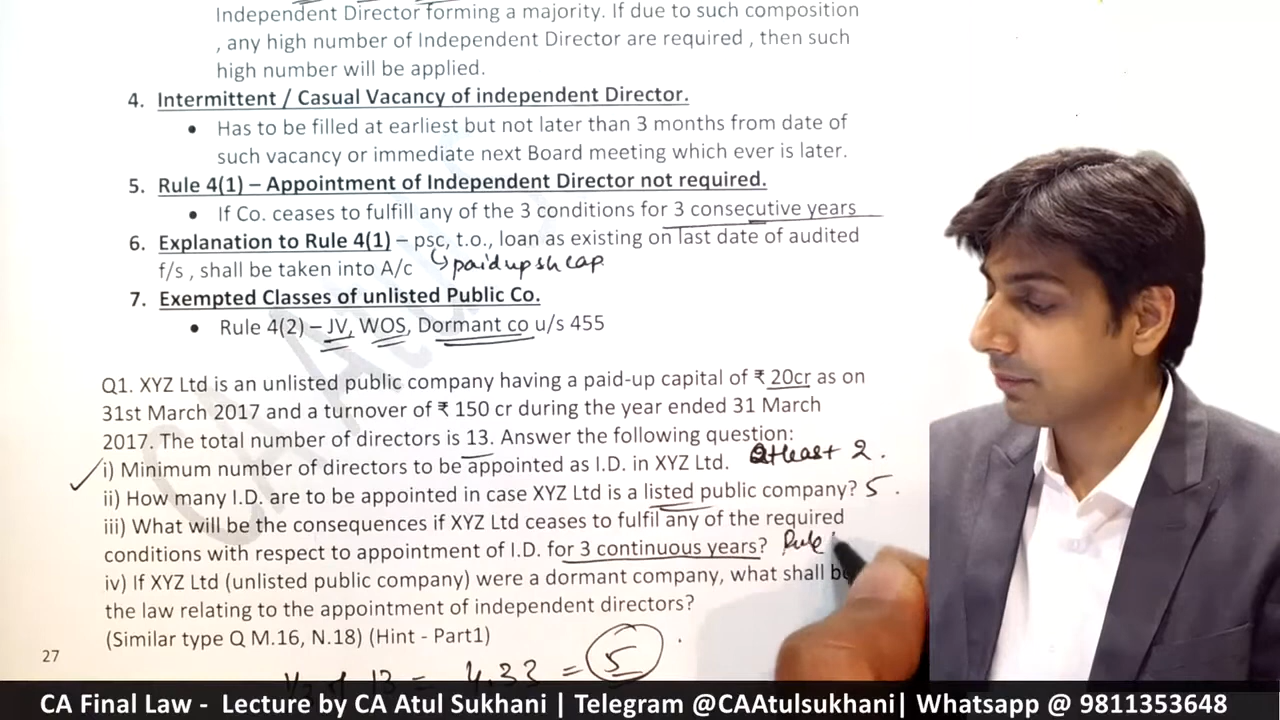 Independent Director forming a majority. If due to such composition
, any high number of Independent Director are required , then such
high number will be applied.
4. Intermittent / Casual Vacancy of independent Director.
• Has to be filled at earliest but not later than 3 months from date of
such vacancy or immediate next Board meeting which ever is later.
5. Rule 4(1) – Appointment of Independent Director not required.
• If Co. ceases to fulfill any of the 3 conditions for 3 consecutive years
6. Explanation to Rule 4(1) – psc, t.o., loan as existing on last date of audited
f/s , shall be taken into A/c paid up sh cap
7. Exempted Classes of unlisted Public Co.
• Rule 4(2) – JV, WOS, Dormant co u/s 455
Q1. XYZ Ltd is an unlisted public company having a paid-up capital of ₹ 20cr as on
31st March 2017 and a turnover of ₹ 150 cr during the year ended 31 March
2017. The total number of directors is 13. Answer the following question:
i) Minimum number of directors to be appointed as I.D. in XYZ Ltd. Atleast 2.
ii) How many I.D. are to be appointed in case XYZ Ltd is a listed public company? 5.
iii) What will be the consequences if XYZ Ltd ceases to fulfil any of the required
conditions with respect to appointment of I.D. for 3 continuous years? Rule
iv) If XYZ Ltd (unlisted public company) were a dormant company, what shall be
the law relating to the appointment of independent directors?
(Similar type Q M.16, N.18) (Hint - Part1)
27
13 = 4.33 = 5
CA Final Law - Lecture by CA Atul Sukhani | Telegram @CAAtulsukhani| Whatsapp @ 9811353648